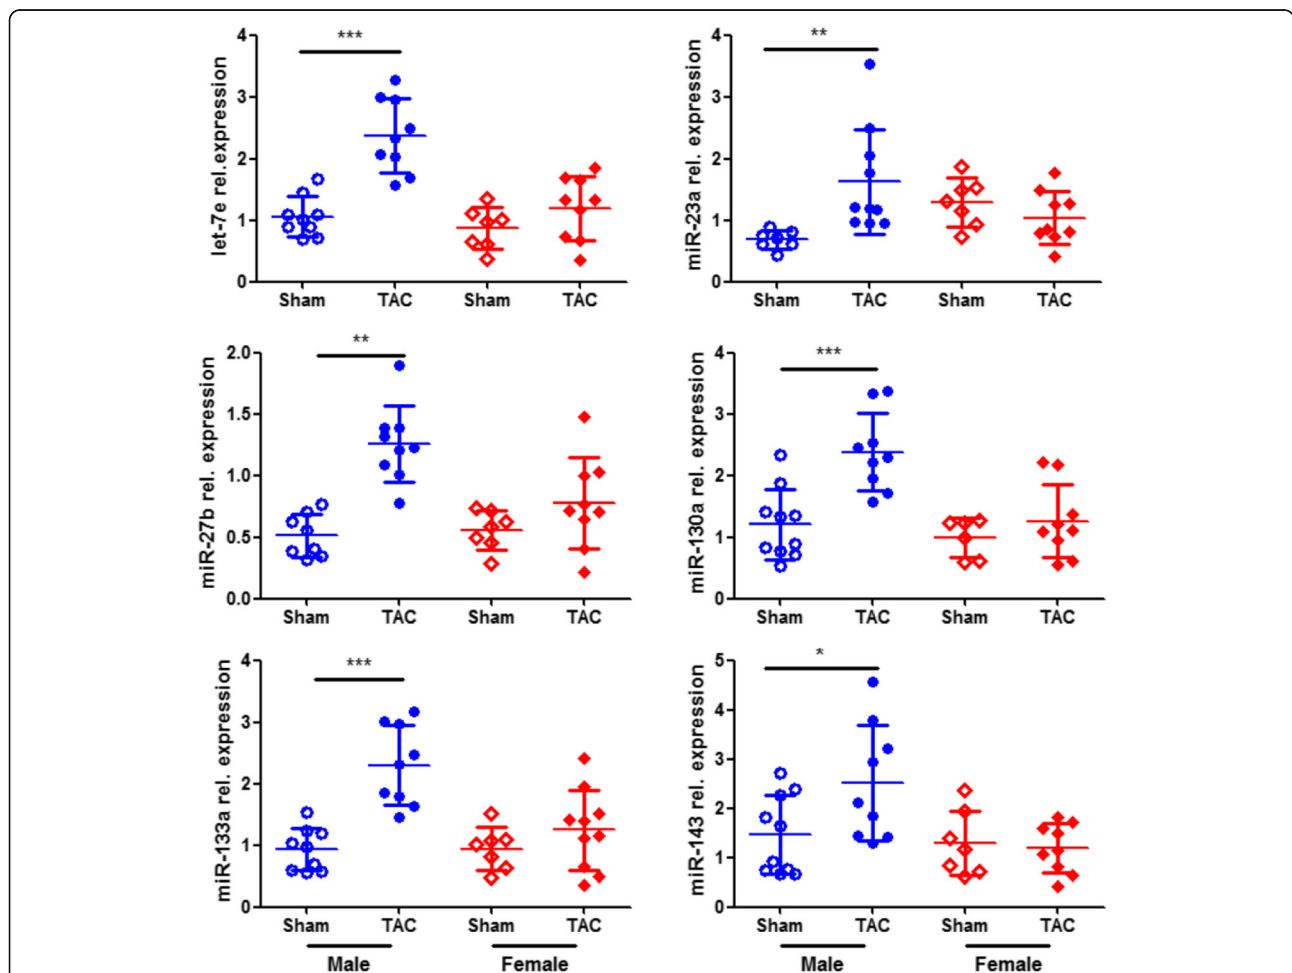 let-7e rel.expression
4
3
2
1
0
***
Sham
TAC
Sham
TAC
miR-23a rel. expression
4
3
2
1
0
**
Sham
TAC
Sham
TAC
miR-27b rel. expression
2.0
1.5
1.0
0.5
0.0
**
Sham
TAC
Sham
TAC
miR-130a rel. expression
4
3
2
1
0
***
Sham
TAC
Sham
TAC
miR-133a rel. expression
4
3
2
1
0
***
Sham
TAC
Sham
TAC
Male
Female
miR-143 rel. expression
5
4
3
2
1
0
*
Sham
TAC
Sham
TAC
Male
Female